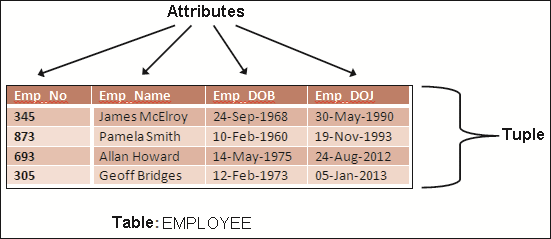 Attributes
Emp_No Emp_Name Emp_DOB Emp_DOJ
345 James McElroy 24-Sep-1968 30-May-1990
873 Pamela Smith 10-Feb-1960 19-Nov-1993
693 Allan Howard 14-May-1975 24-Aug-2012
305 Geoff Bridges 12-Feb-1973 05-Jan-2013
Tuple
Table: EMPLOYEE